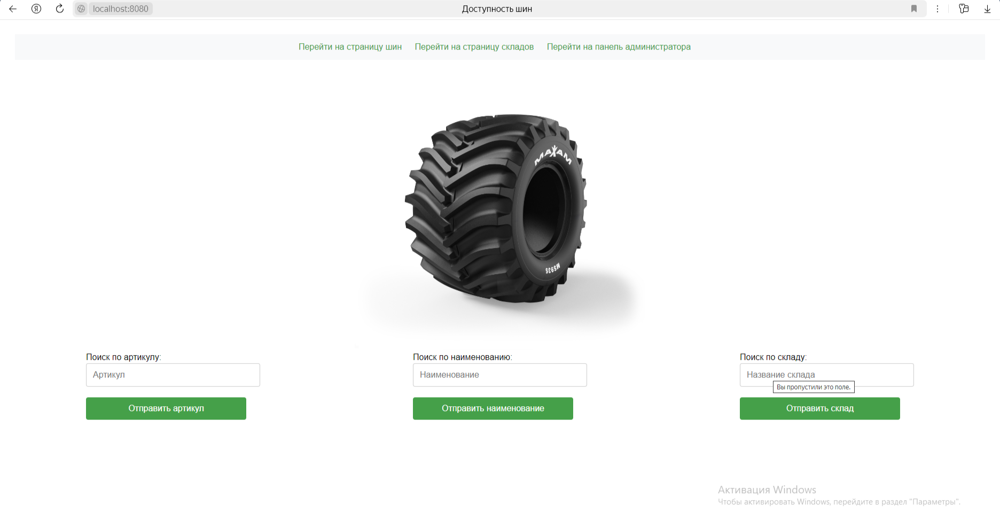 localhost:8080
Доступность шин
Перейти на страницу шин
Перейти на страницу складов
Перейти на панель администратора
MAXAM
MS93S
Поиск по артикулу:
Артикул
Отправить артикул
Поиск по наименованию:
Наименование
Отправить наименование
Поиск по складу:
Название склада
Вы пропустили это поле.
Отправить склад
Активация Windows
Чтобы активировать Windows, перейдите в раздел "Параметры".